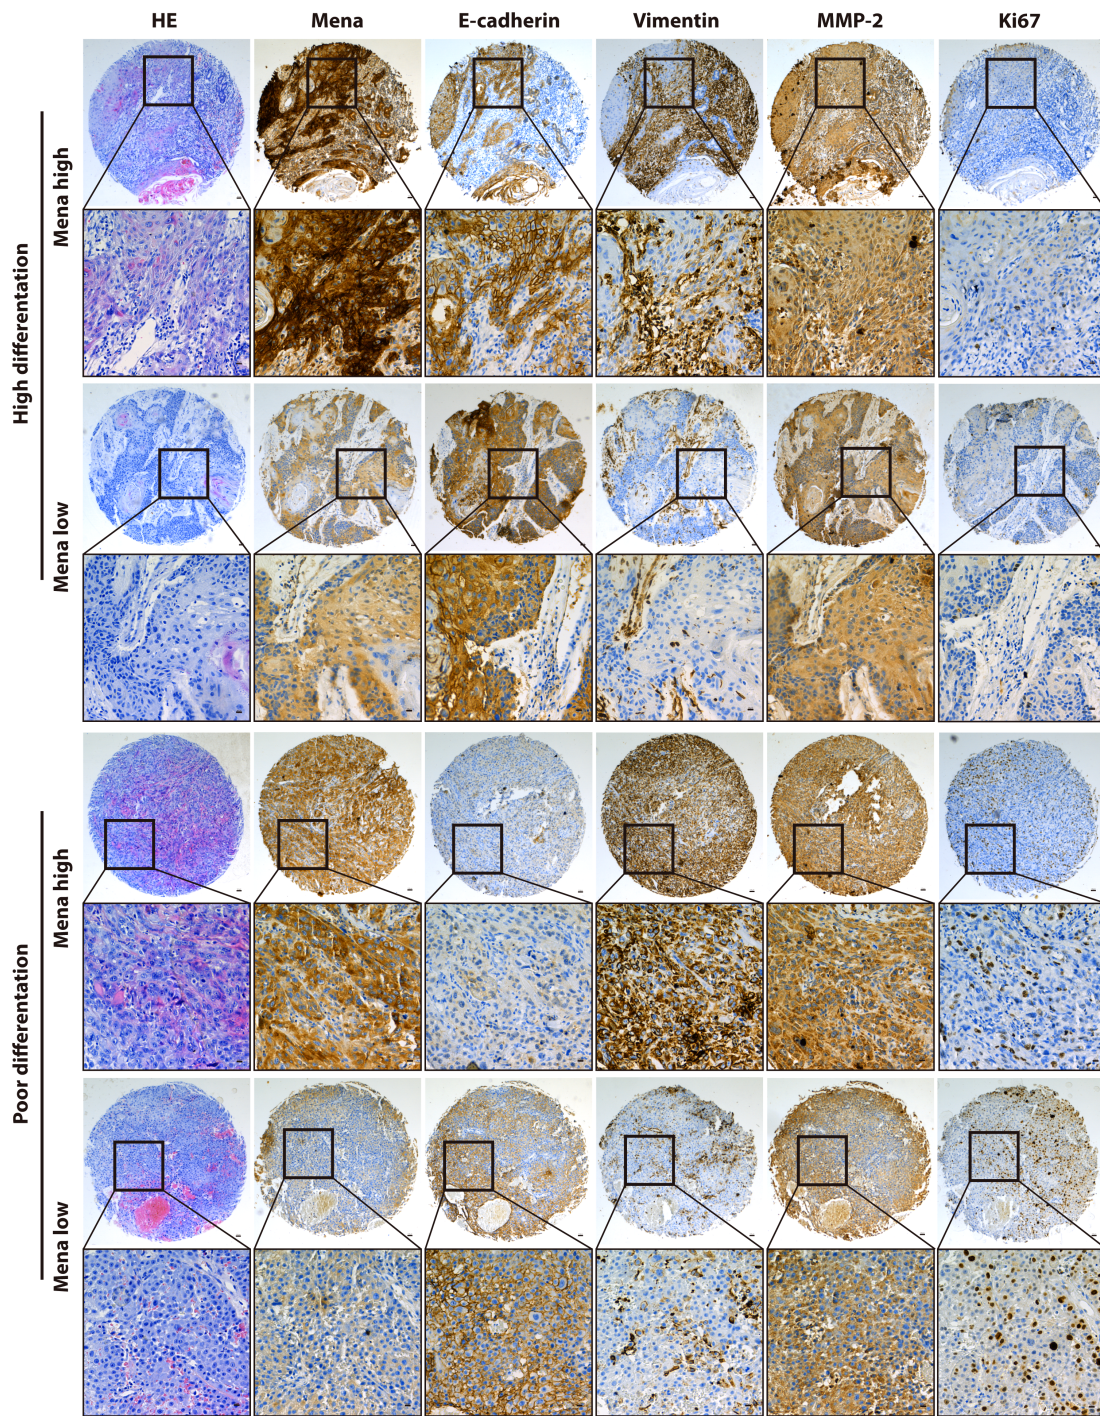 HE Mena E-cadherin Vimentin MMP-2 Ki67
High differentation
Mena high
Mena low
Poor differentation
Mena high
Mena low